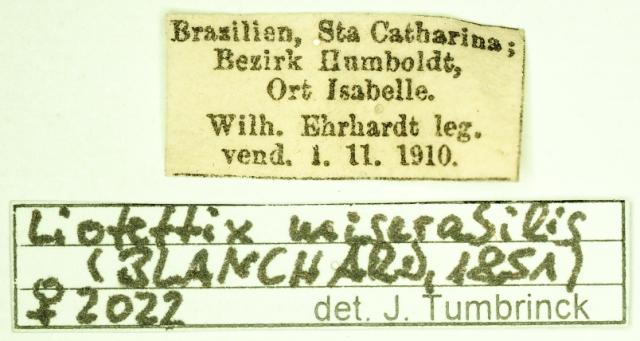 Brasilien, Sta Catharina;
Bezirk Humboldt,
Ort Isabelle.
Wilh. Ehrhardt leg.
vend. 1. 11. 1910.
Liotettix miserabilis
(BLANCHARD, 1851)
♀ 2022 det. J. Tumbrinck